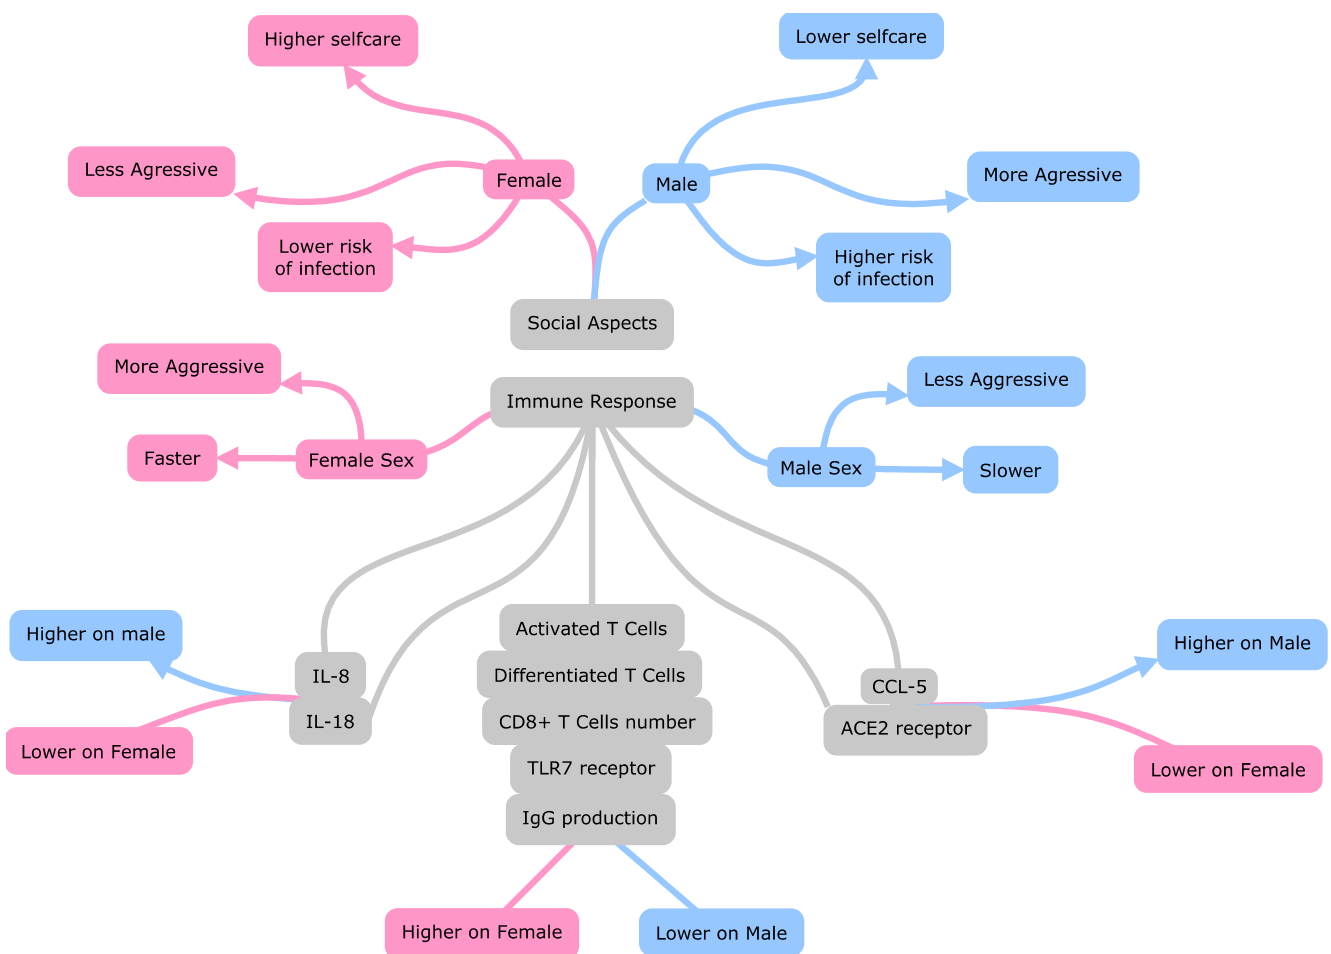 Higher selfcare
Lower selfcare
Less Agressive
Female
Male
More Agressive
Lower risk
of infection
Higher risk
of infection
Social Aspects
More Aggressive
Immune Response
Less Aggressive
Faster
Female Sex
Male Sex
Slower
Higher on male
Activated T Cells
Higher on Male
IL-8
Differentiated T Cells
CCL-5
IL-18
CD8+ T Cells number
ACE2 receptor
Lower on Female
TLR7 receptor
Lower on Female
IgG production
Higher on Female
Lower on Male